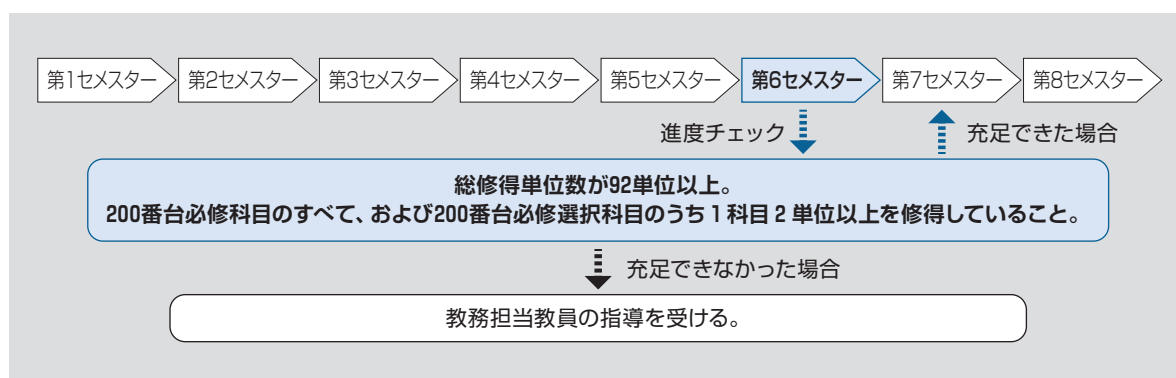 第1セメスター 第2セメスター 第3セメスター 第4セメスター 第5セメスター 第6セメスター 第7セメスター 第8セメスター
進度チェック 充足できた場合
総修得単位数が92単位以上。
200番台必修科目のすべて、および200番台必修選択科目のうち1科目2単位以上を修得していること。
充足できなかった場合
教務担当教員の指導を受ける。